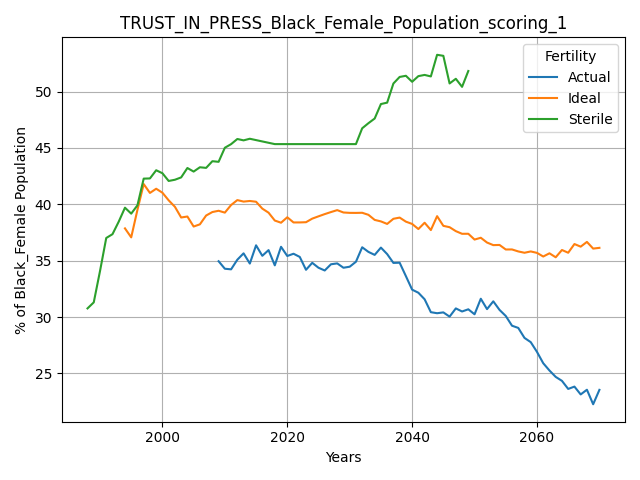 TRUST_IN_PRESS_Black_Female_Population_scoring_1
Fertility
Actual
Ideal
Sterile
% of Black_Female Population
50
45
40
35
30
25
2000
2020
2040
2060
Years